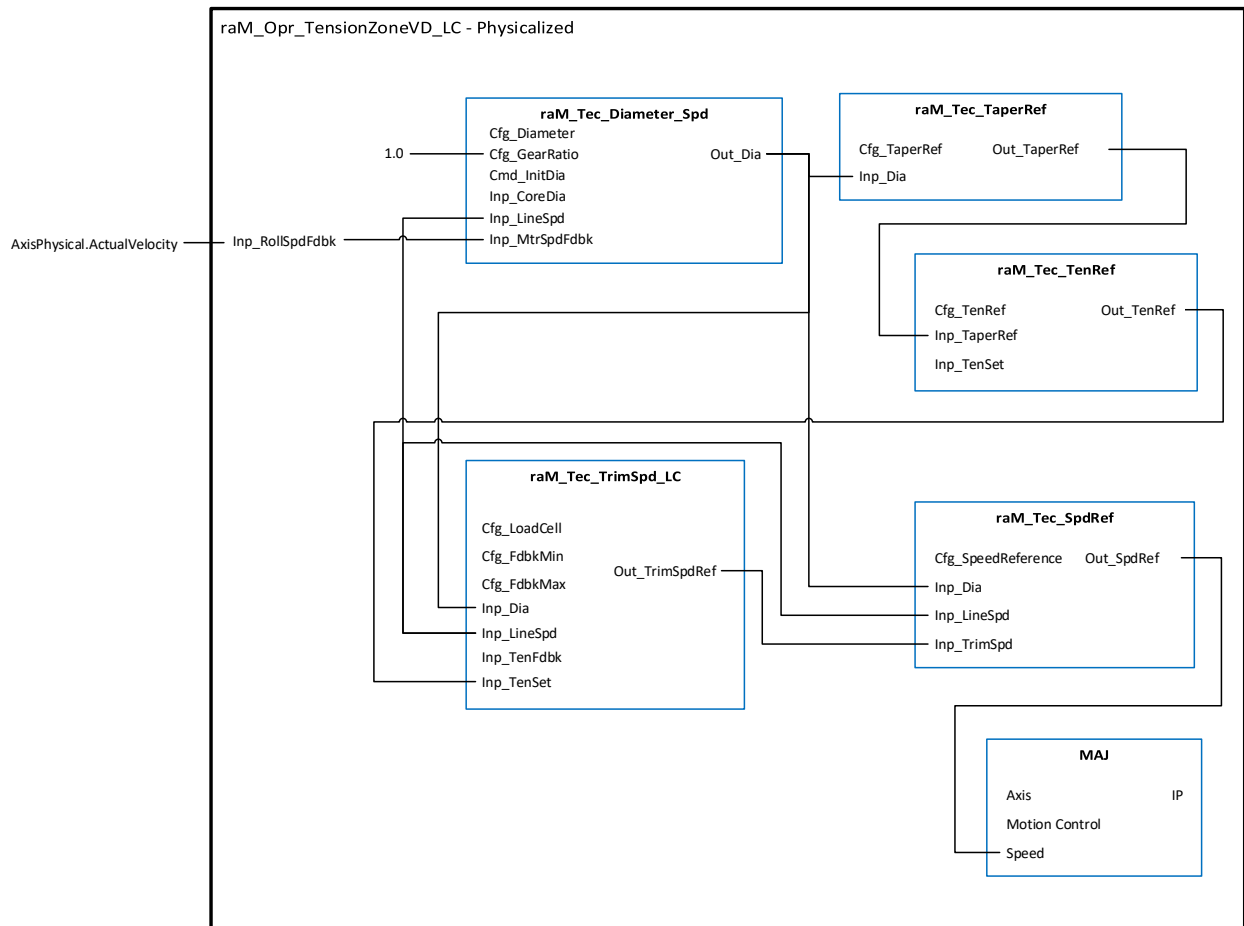 raM_Opr_TensionZoneVD_LC - Physicalized
raM_Tec_Diameter_Spd
Cfg_Diameter
1.0
Cfg_GearRatio
Out_Dia
Cmd_InitDia
Inp_CoreDia
Inp_LineSpd
Inp_MtrSpdFdbk
AxisPhysical.ActualVelocity
Inp_RollSpdFdbk
raM_Tec_TaperRef
Cfg_TaperRef
Out_TaperRef
Inp_Dia
raM_Tec_TenRef
Cfg_TenRef
Out_TenRef
Inp_TaperRef
Inp_TenSet
raM_Tec_TrimSpd_LC
Cfg_LoadCell
Cfg_FdbkMin
Cfg_FdbkMax
Out_TrimSpdRef
Inp_Dia
Inp_LineSpd
Inp_TenFdbk
Inp_TenSet
raM_Tec_SpdRef
Cfg_SpeedReference
Out_SpdRef
Inp_Dia
Inp_LineSpd
Inp_TrimSpd
MAJ
Axis
IP
Motion Control
Speed